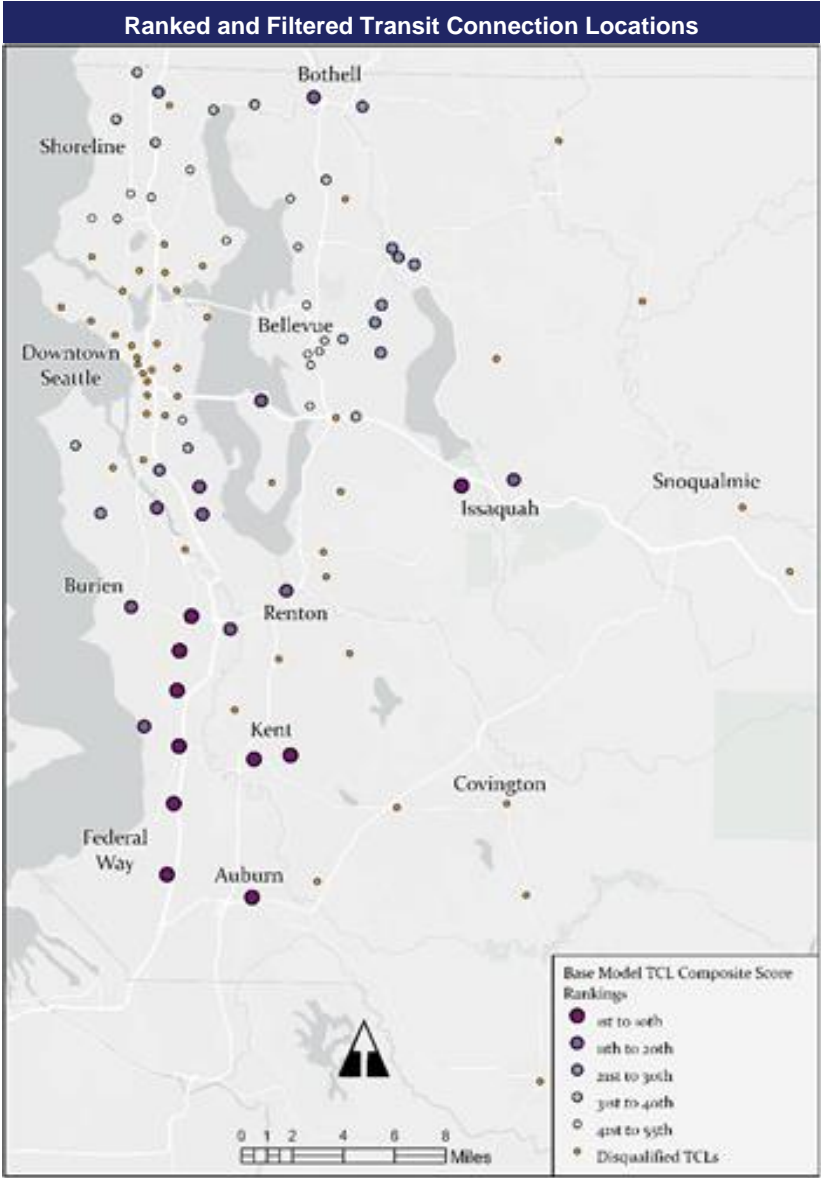 Ranked and Filtered Transit Connection Locations
Bothell
Shoreline
Bellevue
Downtown
Seattle
Snoqualmie
Issaquah
Burien
Renton
Kent
Covington
Federal
Way
Auburn
Base Model TCL Composite Score
Rankings
1st to 10th
11th to 20th
21st to 30th
31st to 40th
41st to 55th
Disqualified TCLs
0 1 2 4 6 8
Miles